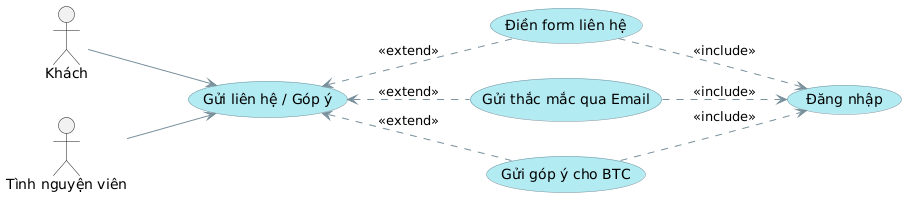 Điền form liên hệ
«extend»
«include»
Khách
Gửi liên hệ / Góp ý
«extend»
Gửi thắc mắc qua Email
«include»
Đăng nhập
«extend»
«include»
Gửi góp ý cho BTC
Tình nguyện viên